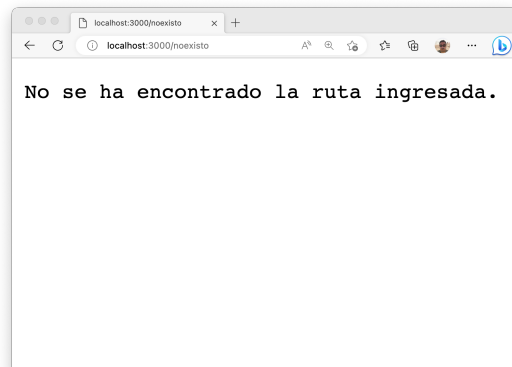 localhost:3000/noexisto
localhost:3000/noexisto
No se ha encontrado la ruta ingresada.